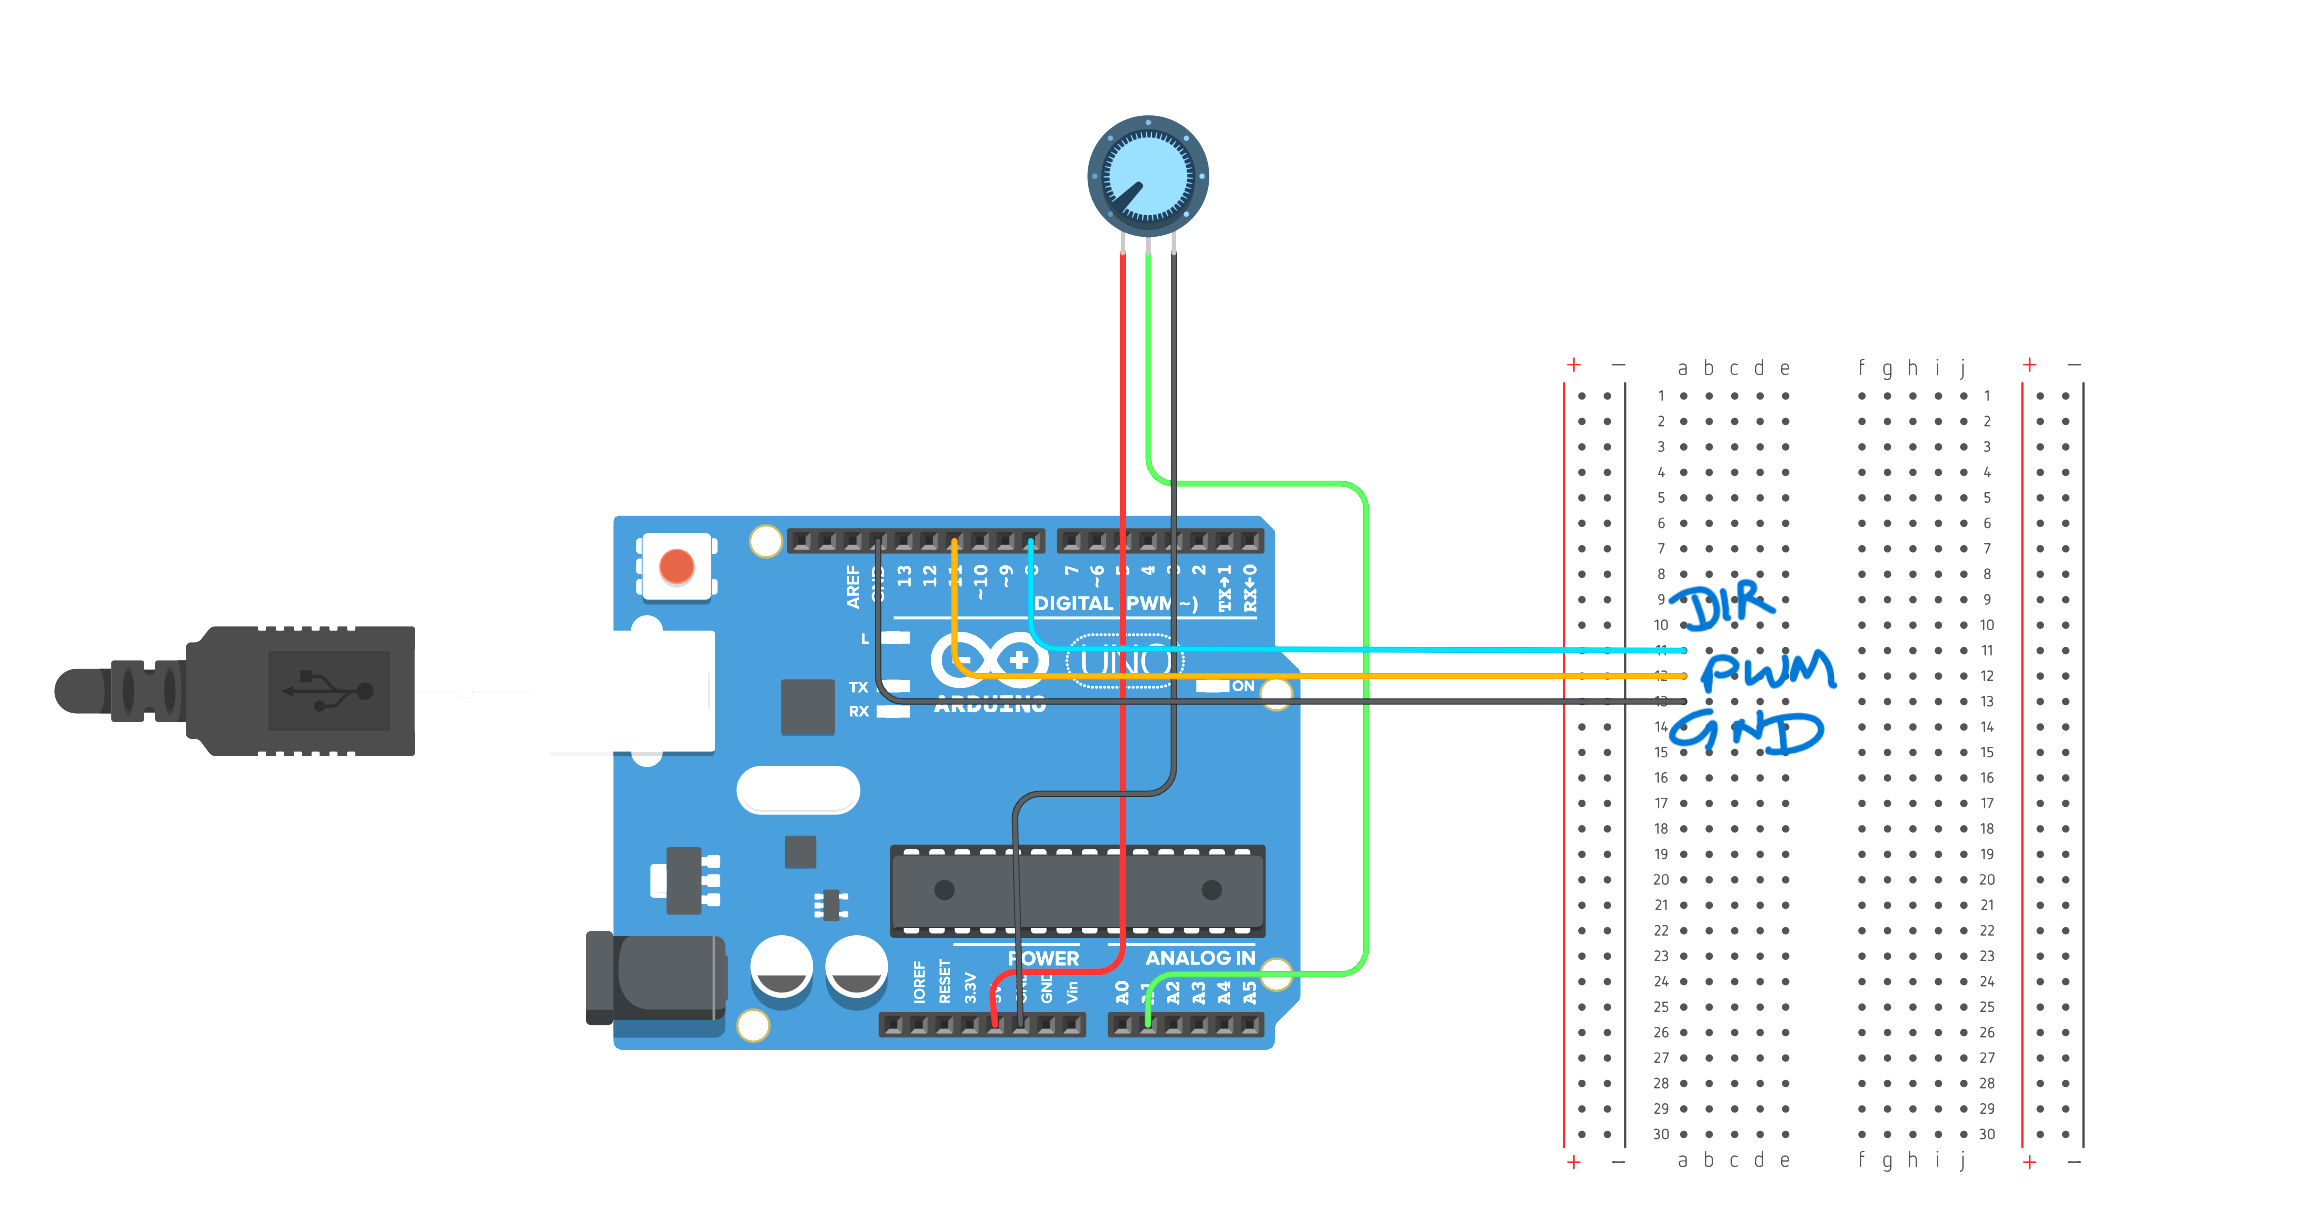 + − a b c d e f g h i j + −
1 1
2 2
3 3
4 4
5 5
6 6
7 7
8 8
9 9
10 10
11 11
12 12
13 13
14 14
15 15
16 16
17 17
18 18
19 19
20 20
21 21
22 22
23 23
24 24
25 25
26 26
27 27
28 28
29 29
30 30
+ − a b c d e f g h i j + −
DIR
PWM
GND
AREF GND 13 12 11 ~10 ~9 8 7 ~6 5 4 3 2 TX→1 RX←0
DIGITAL PWM~)
L
TX
RX
UNO
ON
ARDUINO
POWER ANALOG IN
IOREF RESET 3.3V 5V GND GND Vin A0 A1 A2 A3 A4 A5